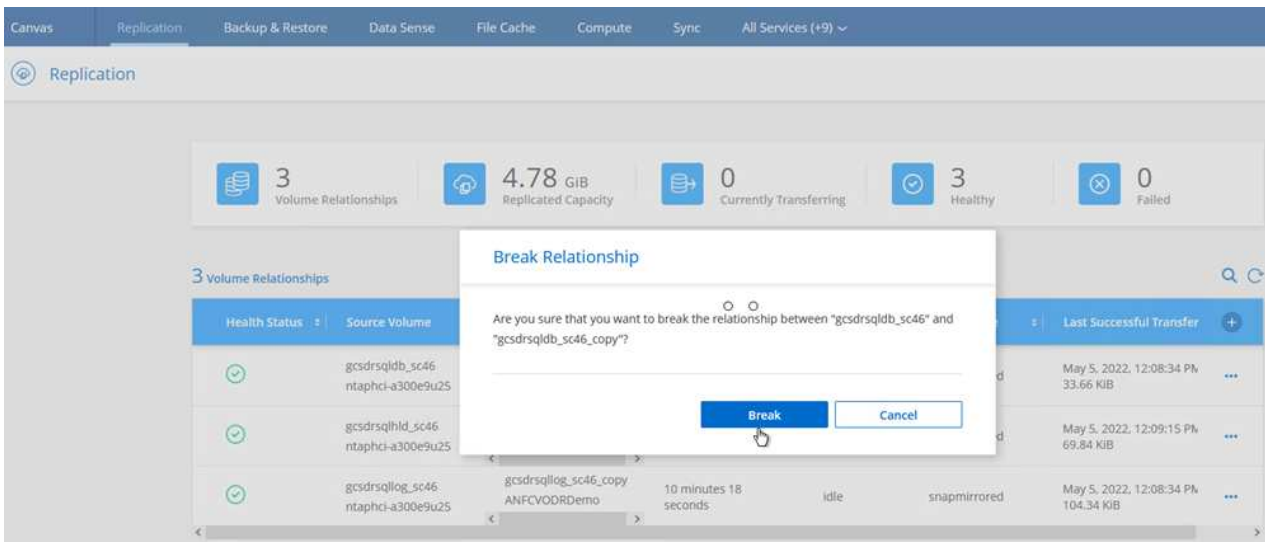 Canvas Replication Backup & Restore Data Sense File Cache Compute Sync All Services (+9)
Replication
3 Volume Relationships
4.78 GiB Replicated Capacity
0 Currently Transferring
3 Healthy
0 Failed
3 Volume Relationships
Health Status Source Volume Last Successful Transfer
Break Relationship
Are you sure that you want to break the relationship between "gcsdrsqldb_sc46" and
"gcsdrsqldb_sc46_copy"?
Break Cancel
gcsdrsqldb_sc46 May 5, 2022, 12:08:34 PM
ntaphci-a300e9u25 33.66 KiB
gcsdrsqlhld_sc46 May 5, 2022, 12:09:15 PM
ntaphci-a300e9u25 69.84 KiB
gcsdrsqllog_sc46 gcsdrsqllog_sc46_copy 10 minutes 18 idle snapmirrored May 5, 2022, 12:08:34 PM
ntaphci-a300e9u25 ANFCVODRDemo seconds 104.34 KiB